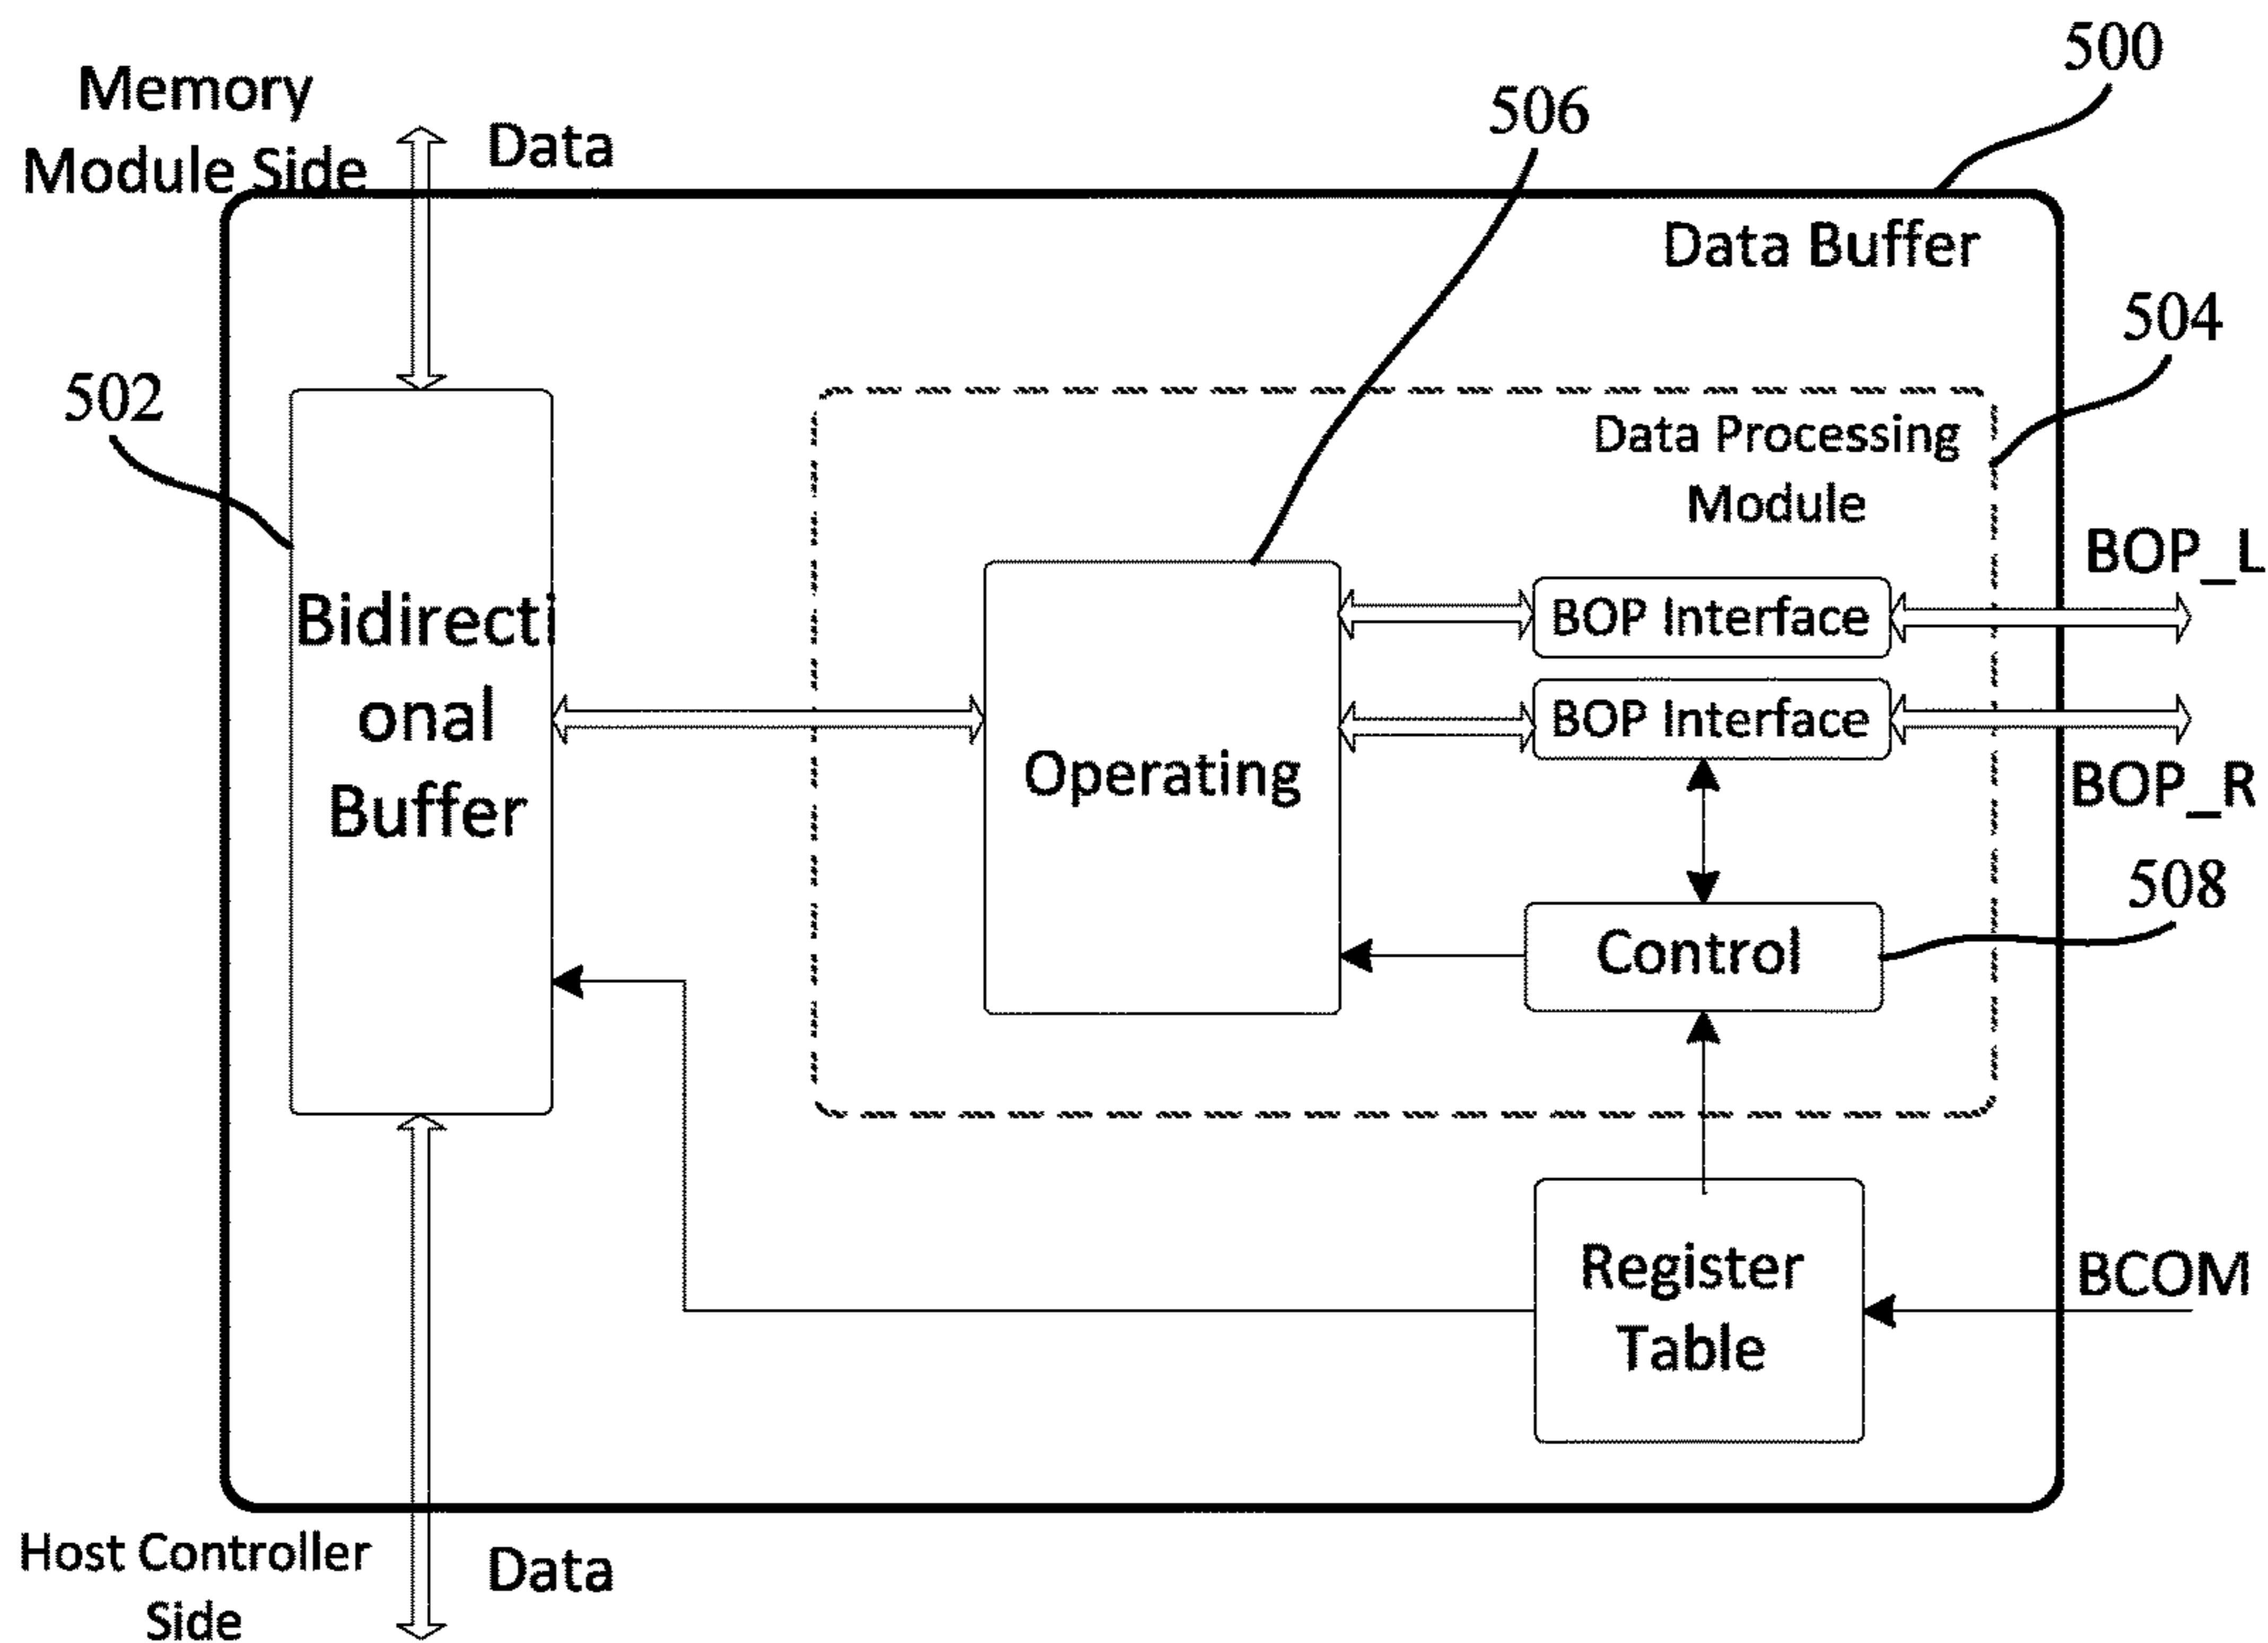 500
Memory
Module Side
Data
506
Data Buffer
504
502
Data Processing
Module
BOP_L
Bidirecti
onal
Buffer
BOP Interface
BOP Interface
Operating
BOP_R
508
Control
Register
Table
BCOM
Host Controller
Side
Data